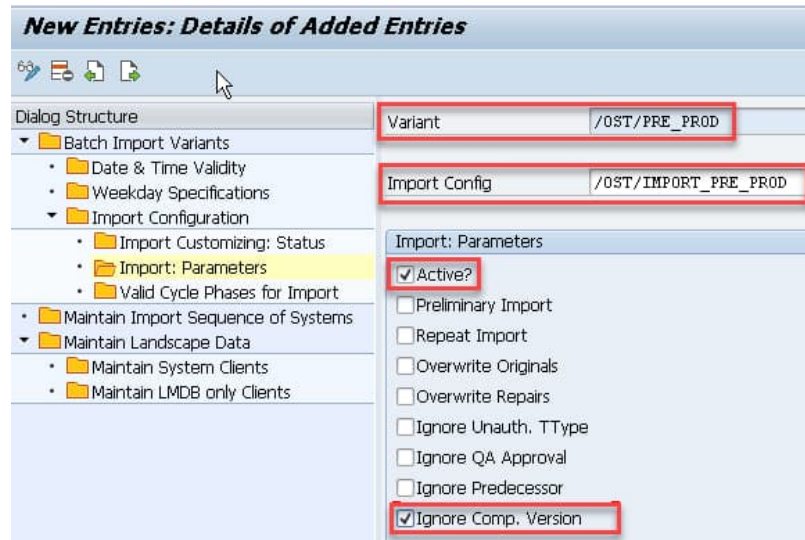 New Entries: Details of Added Entries
Dialog Structure
Batch Import Variants
Date & Time Validity
Weekday Specifications
Import Configuration
Import Customizing: Status
Import: Parameters
Valid Cycle Phases for Import
Maintain Import Sequence of Systems
Maintain Landscape Data
Maintain System Clients
Maintain LMDB only Clients
Variant /OST/PRE_PROD
Import Config /OST/IMPORT_PRE_PROD
Import: Parameters
Active?
Preliminary Import
Repeat Import
Overwrite Originals
Overwrite Repairs
Ignore Unauth. TType
Ignore QA Approval
Ignore Predecessor
Ignore Comp. Version